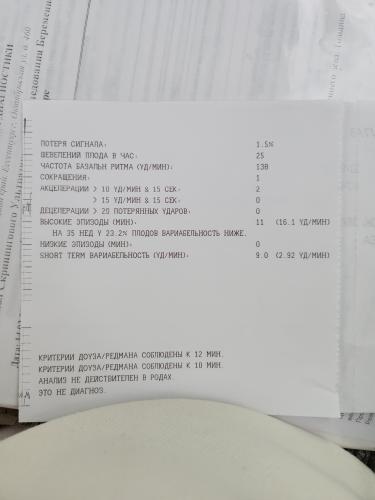 ПОТЕРЯ СИГНАЛА: 1.5%
ШЕВЕЛЕНИЙ ПЛОДА В ЧАС: 25
ЧАСТОТА БАЗАЛЬН РИТМА (УД/МИН): 138
СОКРАЩЕНИЯ: 1
АКЦЕЛЕРАЦИИ > 10 УД/МИН & 15 СЕК: 2
> 15 УД/МИН & 15 СЕК: 0
ДЕЦЕЛЕРАЦИИ > 20 ПОТЕРЯННЫХ УДАРОВ: 0
ВЫСОКИЕ ЭПИЗОДЫ (МИН): 11 (16.1 УД/МИН)
НА 35 НЕД У 23.2% ПЛОДОВ ВАРИАБЕЛЬНОСТЬ НИЖЕ.
НИЗКИЕ ЭПИЗОДЫ (МИН): 0
SHORT TERM ВАРИАБЕЛЬНОСТЬ (УД/МИН): 9.0 (2.92 УД/МИН)
КРИТЕРИИ ДОУЗА/РЕДМАНА СОБЛЮДЕНЫ К 12 МИН.
КРИТЕРИИ ДОУЗА/РЕДМАНА СОБЛЮДЕНЫ К 10 МИН.
АНАЛИЗ НЕ ДЕЙСТВИТЕЛЕН В РОДАХ.
ЭТО НЕ ДИАГНОЗ.